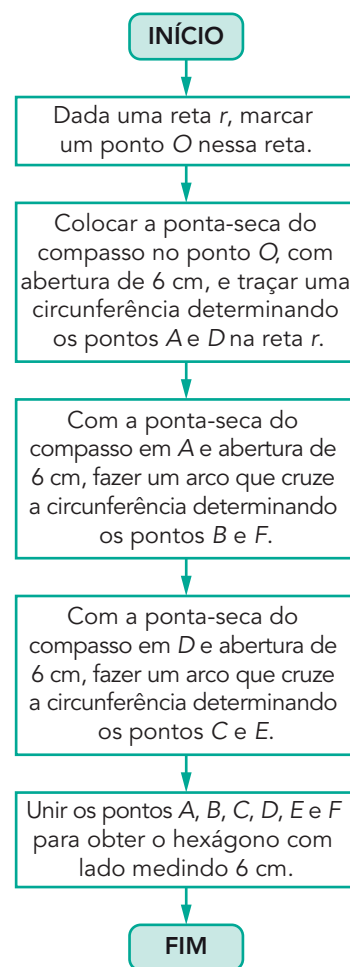 INÍCIO
Dada uma reta r, marcar
um ponto O nessa reta.
Colocar a ponta-seca do
compasso no ponto O, com
abertura de 6 cm, e traçar uma
circunferência determinando
os pontos A e D na reta r.
Com a ponta-seca do
compasso em A e abertura de
6 cm, fazer um arco que cruze
a circunferência determinando
os pontos B e F.
Com a ponta-seca do
compasso em D e abertura de
6 cm, fazer um arco que cruze
a circunferência determinando
os pontos C e E.
Unir os pontos A, B, C, D, E e F
para obter o hexágono com
lado medindo 6 cm.
FIM